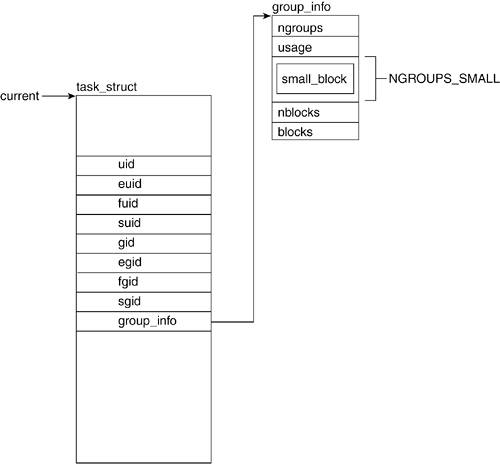 group_info
ngroups
usage
small_block
NGROUPS_SMALL
nblocks
blocks
current
task_struct
uid
euid
fuid
suid
gid
egid
fgid
sgid
group_info